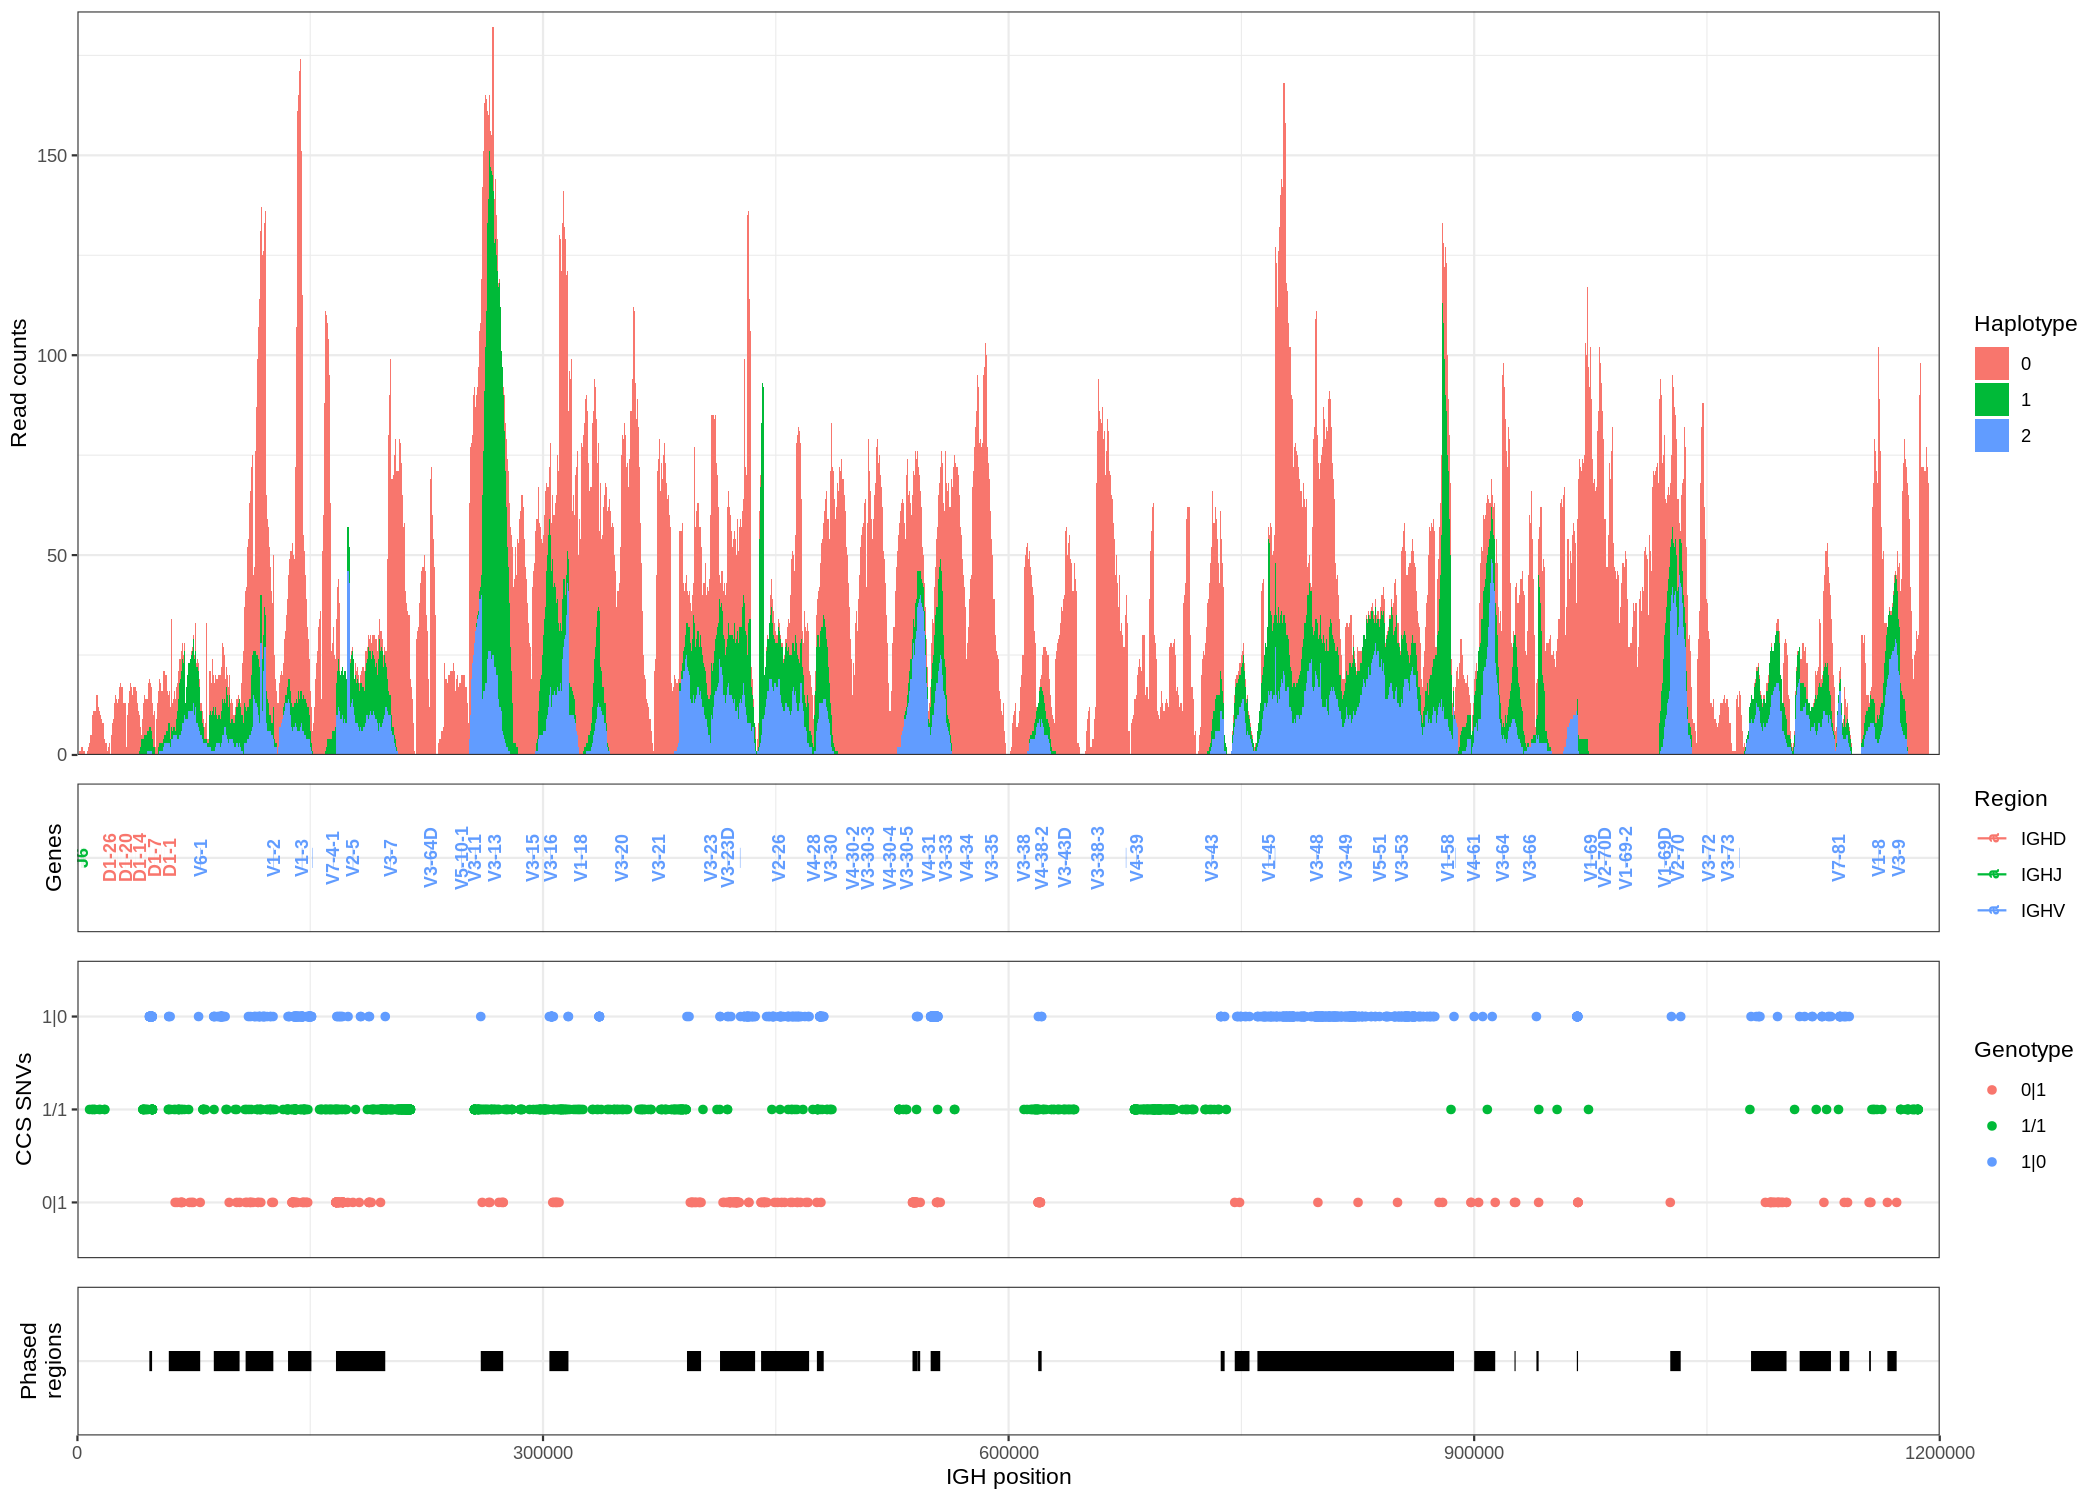 Read counts
150
100
50
0
Haplotype
0
1
2
Genes
J6
D1-26
D1-20
D1-14
D1-7
D1-1
V6-1
V1-2
V1-3
V7-4-1
V2-5
V3-7
V3-64D
V5-10-1
V3-11
V3-13
V3-15
V3-16
V1-18
V3-20
V3-21
V3-23
V3-23D
V2-26
V4-28
V3-30
V4-30-2
V3-30-3
V4-30-4
V3-30-5
V4-31
V3-33
V4-34
V3-35
V3-38
V4-38-2
V3-43D
V3-38-3
V4-39
V3-43
V1-45
V3-48
V3-49
V5-51
V3-53
V1-58
V4-61
V3-64
V3-66
V1-69
V2-70D
V1-69-2
V1-69D
V2-70
V3-72
V3-73
V7-81
V1-8
V3-9
Region
IGHD
IGHJ
IGHV
CCS SNVs
1|0
1/1
0|1
Genotype
0|1
1/1
1|0
Phased
regions
0
300000
600000
900000
1200000
IGH position